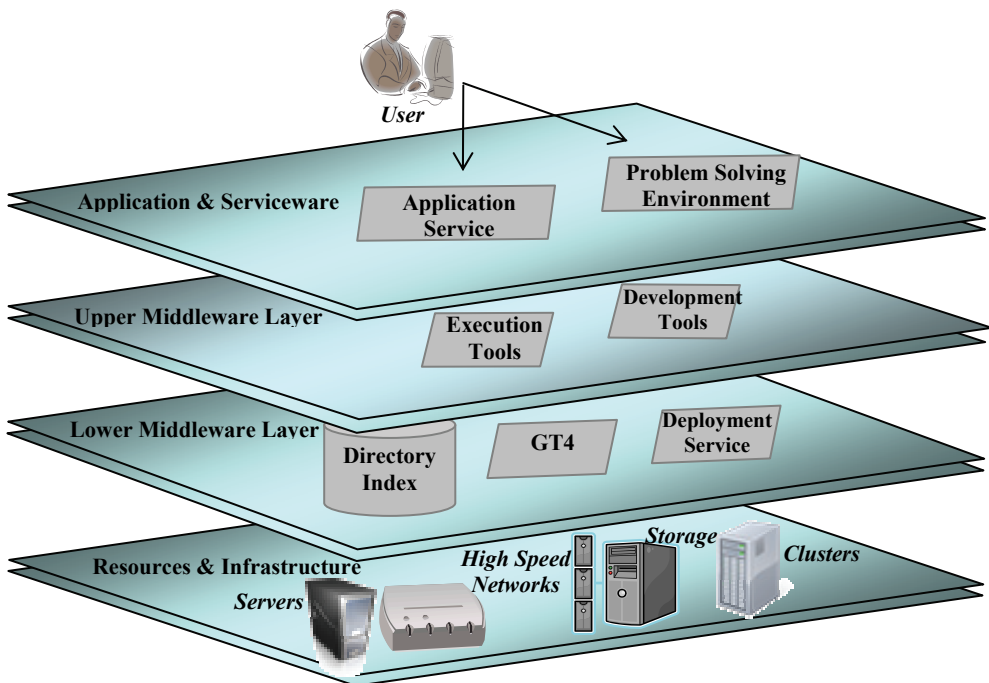 User
Application & Serviceware
Application
Service
Problem Solving
Environment
Upper Middleware Layer
Execution
Tools
Development
Tools
Lower Middleware Layer
Directory
Index
GT4
Deployment
Service
Resources & Infrastructure
Servers
High Speed
Networks
Storage
Clusters